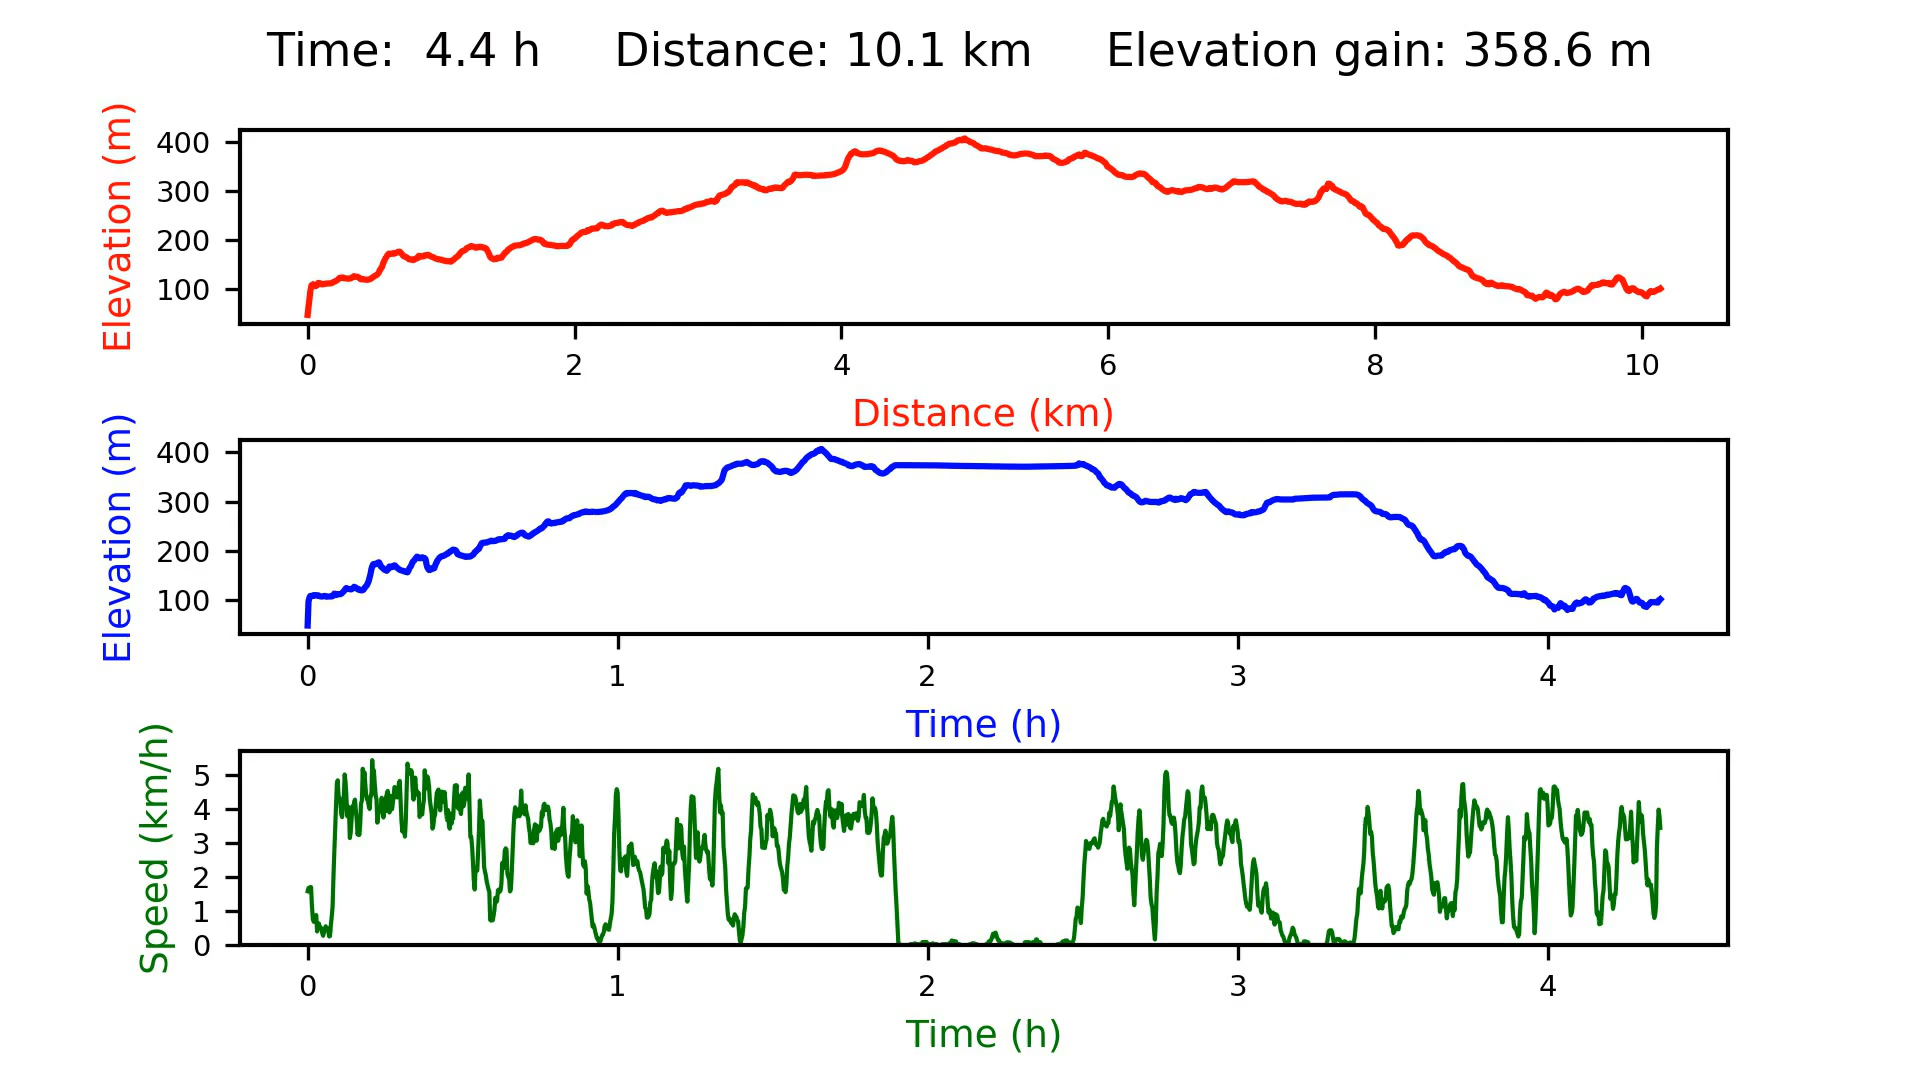 Time:  4.4 h     Distance: 10.1 km     Elevation gain: 358.6 m
Elevation (m)
400
300
200
100
0 2 4 6 8 10
Distance (km)
Elevation (m)
400
300
200
100
0 1 2 3 4
Time (h)
Speed (km/h)
5
4
3
2
1
0
0 1 2 3 4
Time (h)